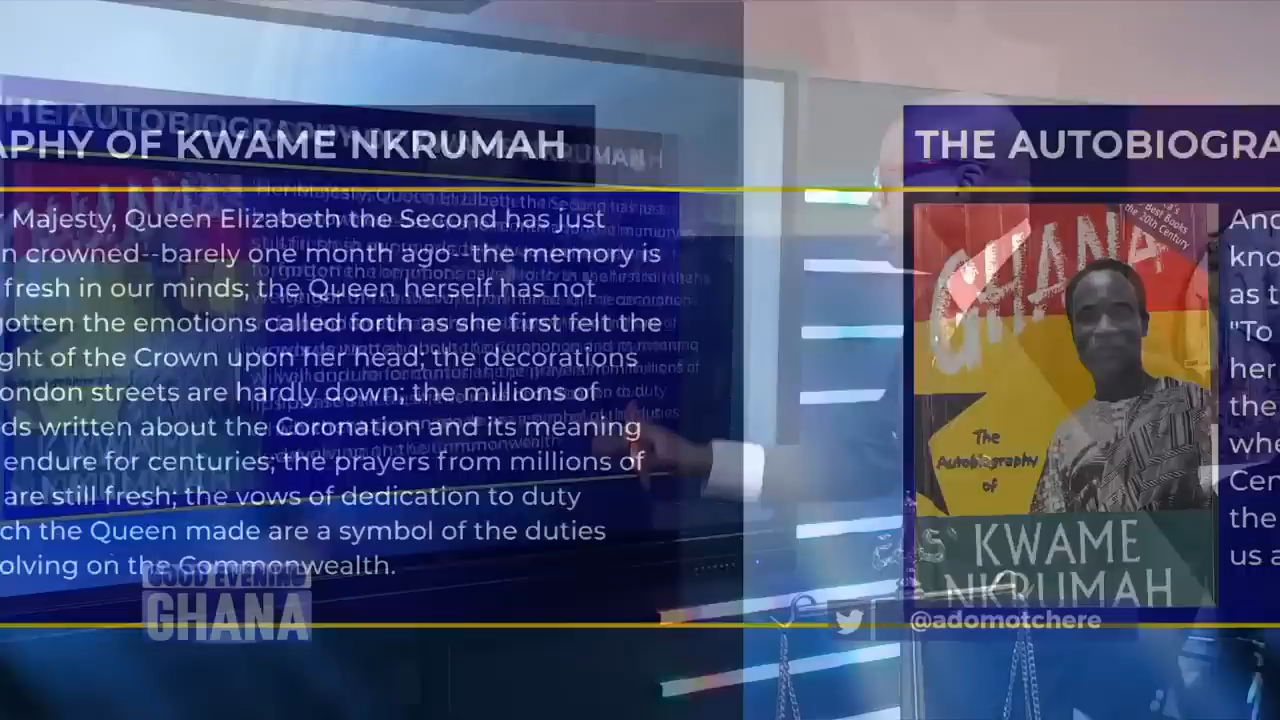 APHY OF KWAME NKRUMAH
r Majesty, Queen Elizabeth the Second has just
n crowned--barely one month ago--the memory is
fresh in our minds; the Queen herself has not
gotten the emotions called forth as she first felt the
ght of the Crown upon her head; the decorations
ondon streets are hardly down; the millions of
ds written about the Coronation and its meaning
endure for centuries; the prayers from millions of
are still fresh; the vows of dedication to duty
ch the Queen made are a symbol of the duties
olving on the Commonwealth.
GOOD EVENING
GHANA
THE AUTOBIOGRA
Best Books
the 20th Century
GHANA
The
Autobiography
of
KWAME
NKRUMAH
And
kno
as t
"To
her
the
whe
Cen
the
us a
@adomotchere